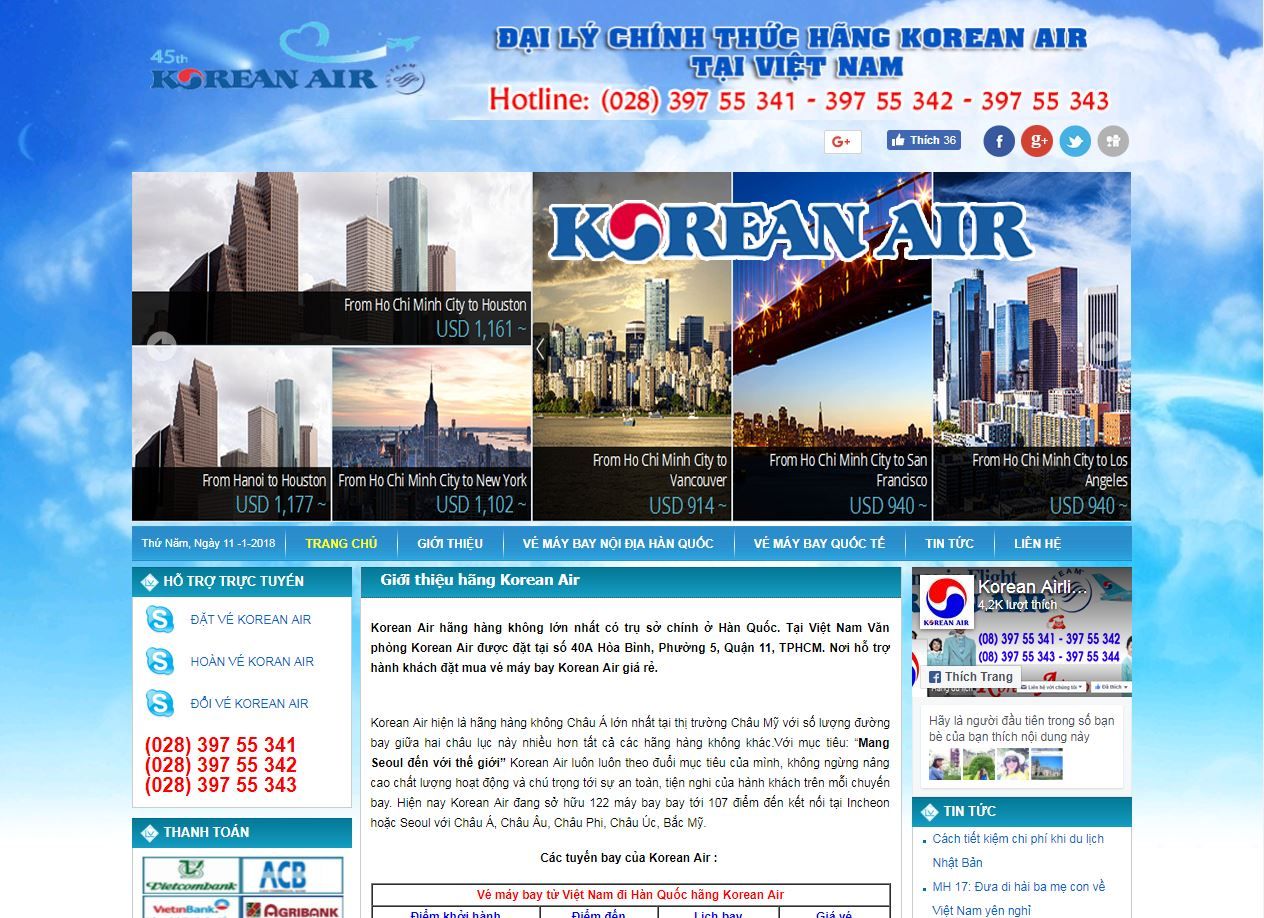 45th
KOREAN AIR
ĐẠI LÝ CHÍNH THỨC HÃNG KOREAN AIR
TẠI VIỆT NAM
Hotline: (028) 397 55 341 - 397 55 342 - 397 55 343
G+
Thích 36
f
g+
KOREAN AIR
From Ho Chi Minh City to Houston
USD 1,161 ~
From Hanoi to Houston
USD 1,177 ~
From Ho Chi Minh City to New York
USD 1,102 ~
From Ho Chi Minh City to
Vancouver
USD 914 ~
From Ho Chi Minh City to San
Francisco
USD 940 ~
From Ho Chi Minh City to Los
Angeles
USD 940 ~
Thứ Năm, Ngày 11 -1-2018
TRANG CHỦ
GIỚI THIỆU
VÉ MÁY BAY NỘI ĐỊA HÀN QUỐC
VÉ MÁY BAY QUỐC TẾ
TIN TỨC
LIÊN HỆ
HỖ TRỢ TRỰC TUYẾN
ĐẶT VÉ KOREAN AIR
HOÀN VÉ KORAN AIR
ĐỔI VÉ KOREAN AIR
(028) 397 55 341
(028) 397 55 342
(028) 397 55 343
THANH TOÁN
Vietcombank
ACB
VietinBank
AGRIBANK
Giới thiệu hãng Korean Air
Korean Air hãng hàng không lớn nhất có trụ sở chính ở Hàn Quốc. Tại Việt Nam Văn
phòng Korean Air được đặt tại số 40A Hòa Bình, Phường 5, Quận 11, TPHCM. Nơi hỗ trợ
hành khách đặt mua vé máy bay Korean Air giá rẻ.
Korean Air hiện là hãng hàng không Châu Á lớn nhất tại thị trường Châu Mỹ với số lượng đường
bay giữa hai châu lục này nhiều hơn tất cả các hãng hàng không khác.Với mục tiêu: “Mang
Seoul đến với thế giới” Korean Air luôn luôn theo đuổi mục tiêu của mình, không ngừng nâng
cao chất lượng hoạt động và chú trọng tới sự an toàn, tiện nghi của hành khách trên mỗi chuyến
bay. Hiện nay Korean Air đang sở hữu 122 máy bay bay tới 107 điểm đến kết nối tại Incheon
hoặc Seoul với Châu Á, Châu Âu, Châu Phi, Châu Úc, Bắc Mỹ.
Các tuyến bay của Korean Air :
Vé máy bay từ Việt Nam đi Hàn Quốc hãng Korean Air
Điểm khởi hành
Điểm đến
Lịch bay
Giá vé
KOREAN AIR
Korean Airli...
4,2K lượt thích
(08) 397 55 341 - 397 55 342
(08) 397 55 343 - 397 55 344
Thích Trang
Liên hệ với chúng tôi
Đã thích
Hãy là người đầu tiên trong số bạn
bè của bạn thích nội dung này
TIN TỨC
Cách tiết kiệm chi phí khi du lịch
Nhật Bản
MH 17: Đưa di hải ba mẹ con về
Việt Nam yên nghỉ